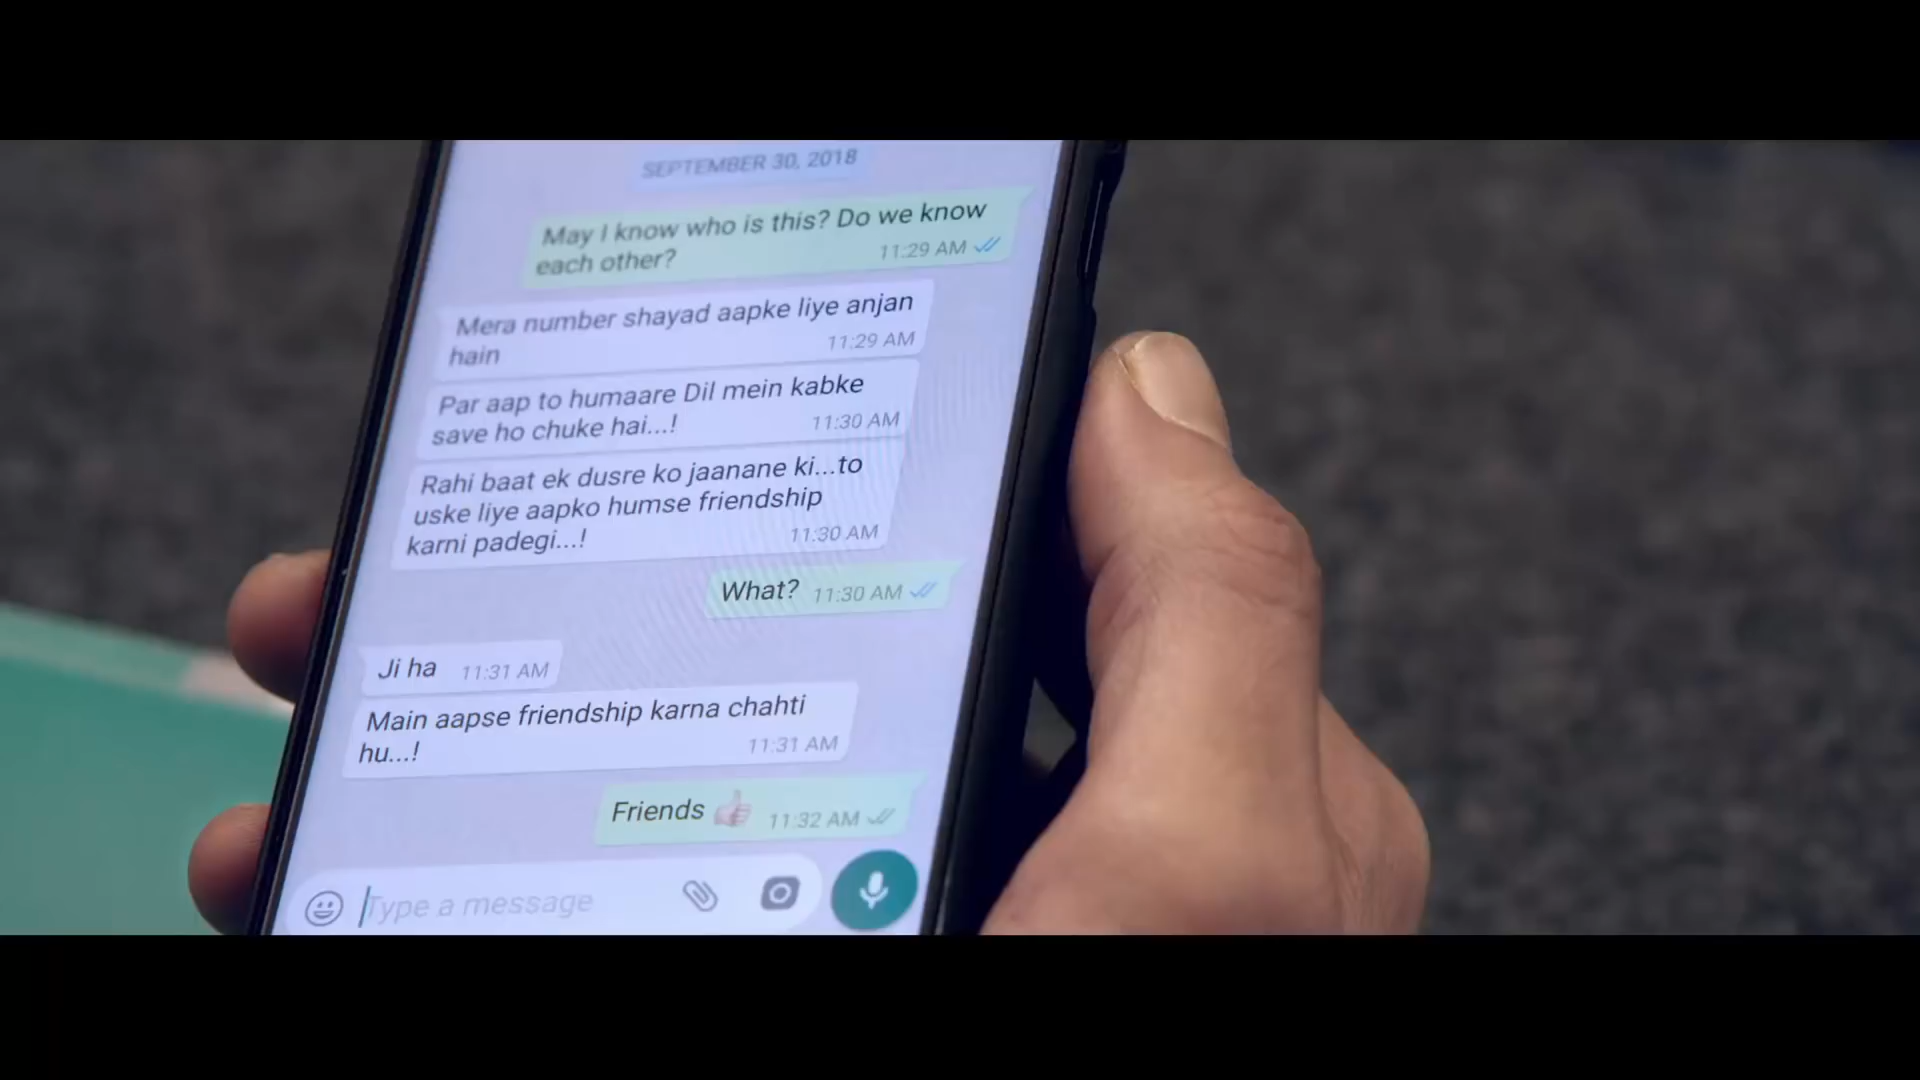 SEPTEMBER 30, 2018
May I know who is this? Do we know
each other? 11:29 AM
Mera number shayad aapke liye anjan
hain 11:29 AM
Par aap to humaare Dil mein kabke
save ho chuke hai...! 11:30 AM
Rahi baat ek dusre ko jaanane ki...to
uske liye aapko humse friendship
karni padegi...! 11:30 AM
What? 11:30 AM
Ji ha 11:31 AM
Main aapse friendship karna chahti
hu...! 11:31 AM
Friends 👍 11:32 AM
Type a message